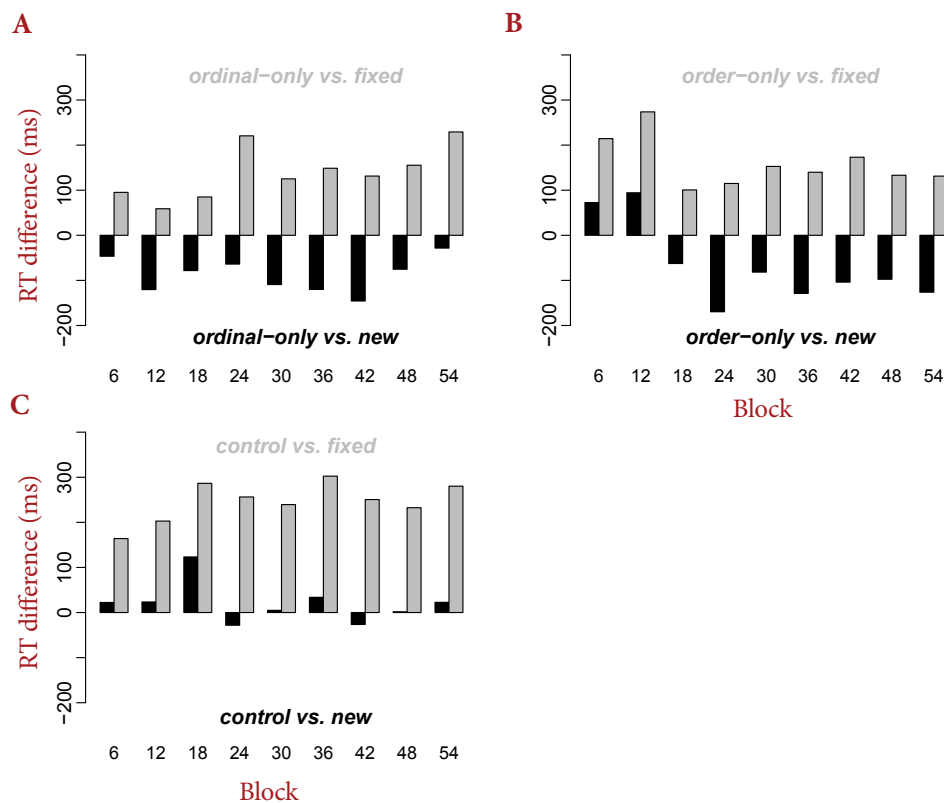 A
ordinal−only vs. fixed
RT difference (ms)
300
100
0
−200
ordinal−only vs. new
6 12 18 24 30 36 42 48 54
B
order−only vs. fixed
300
100
0
−200
order−only vs. new
6 12 18 24 30 36 42 48 54
Block
C
control vs. fixed
RT difference (ms)
300
100
0
−200
control vs. new
6 12 18 24 30 36 42 48 54
Block